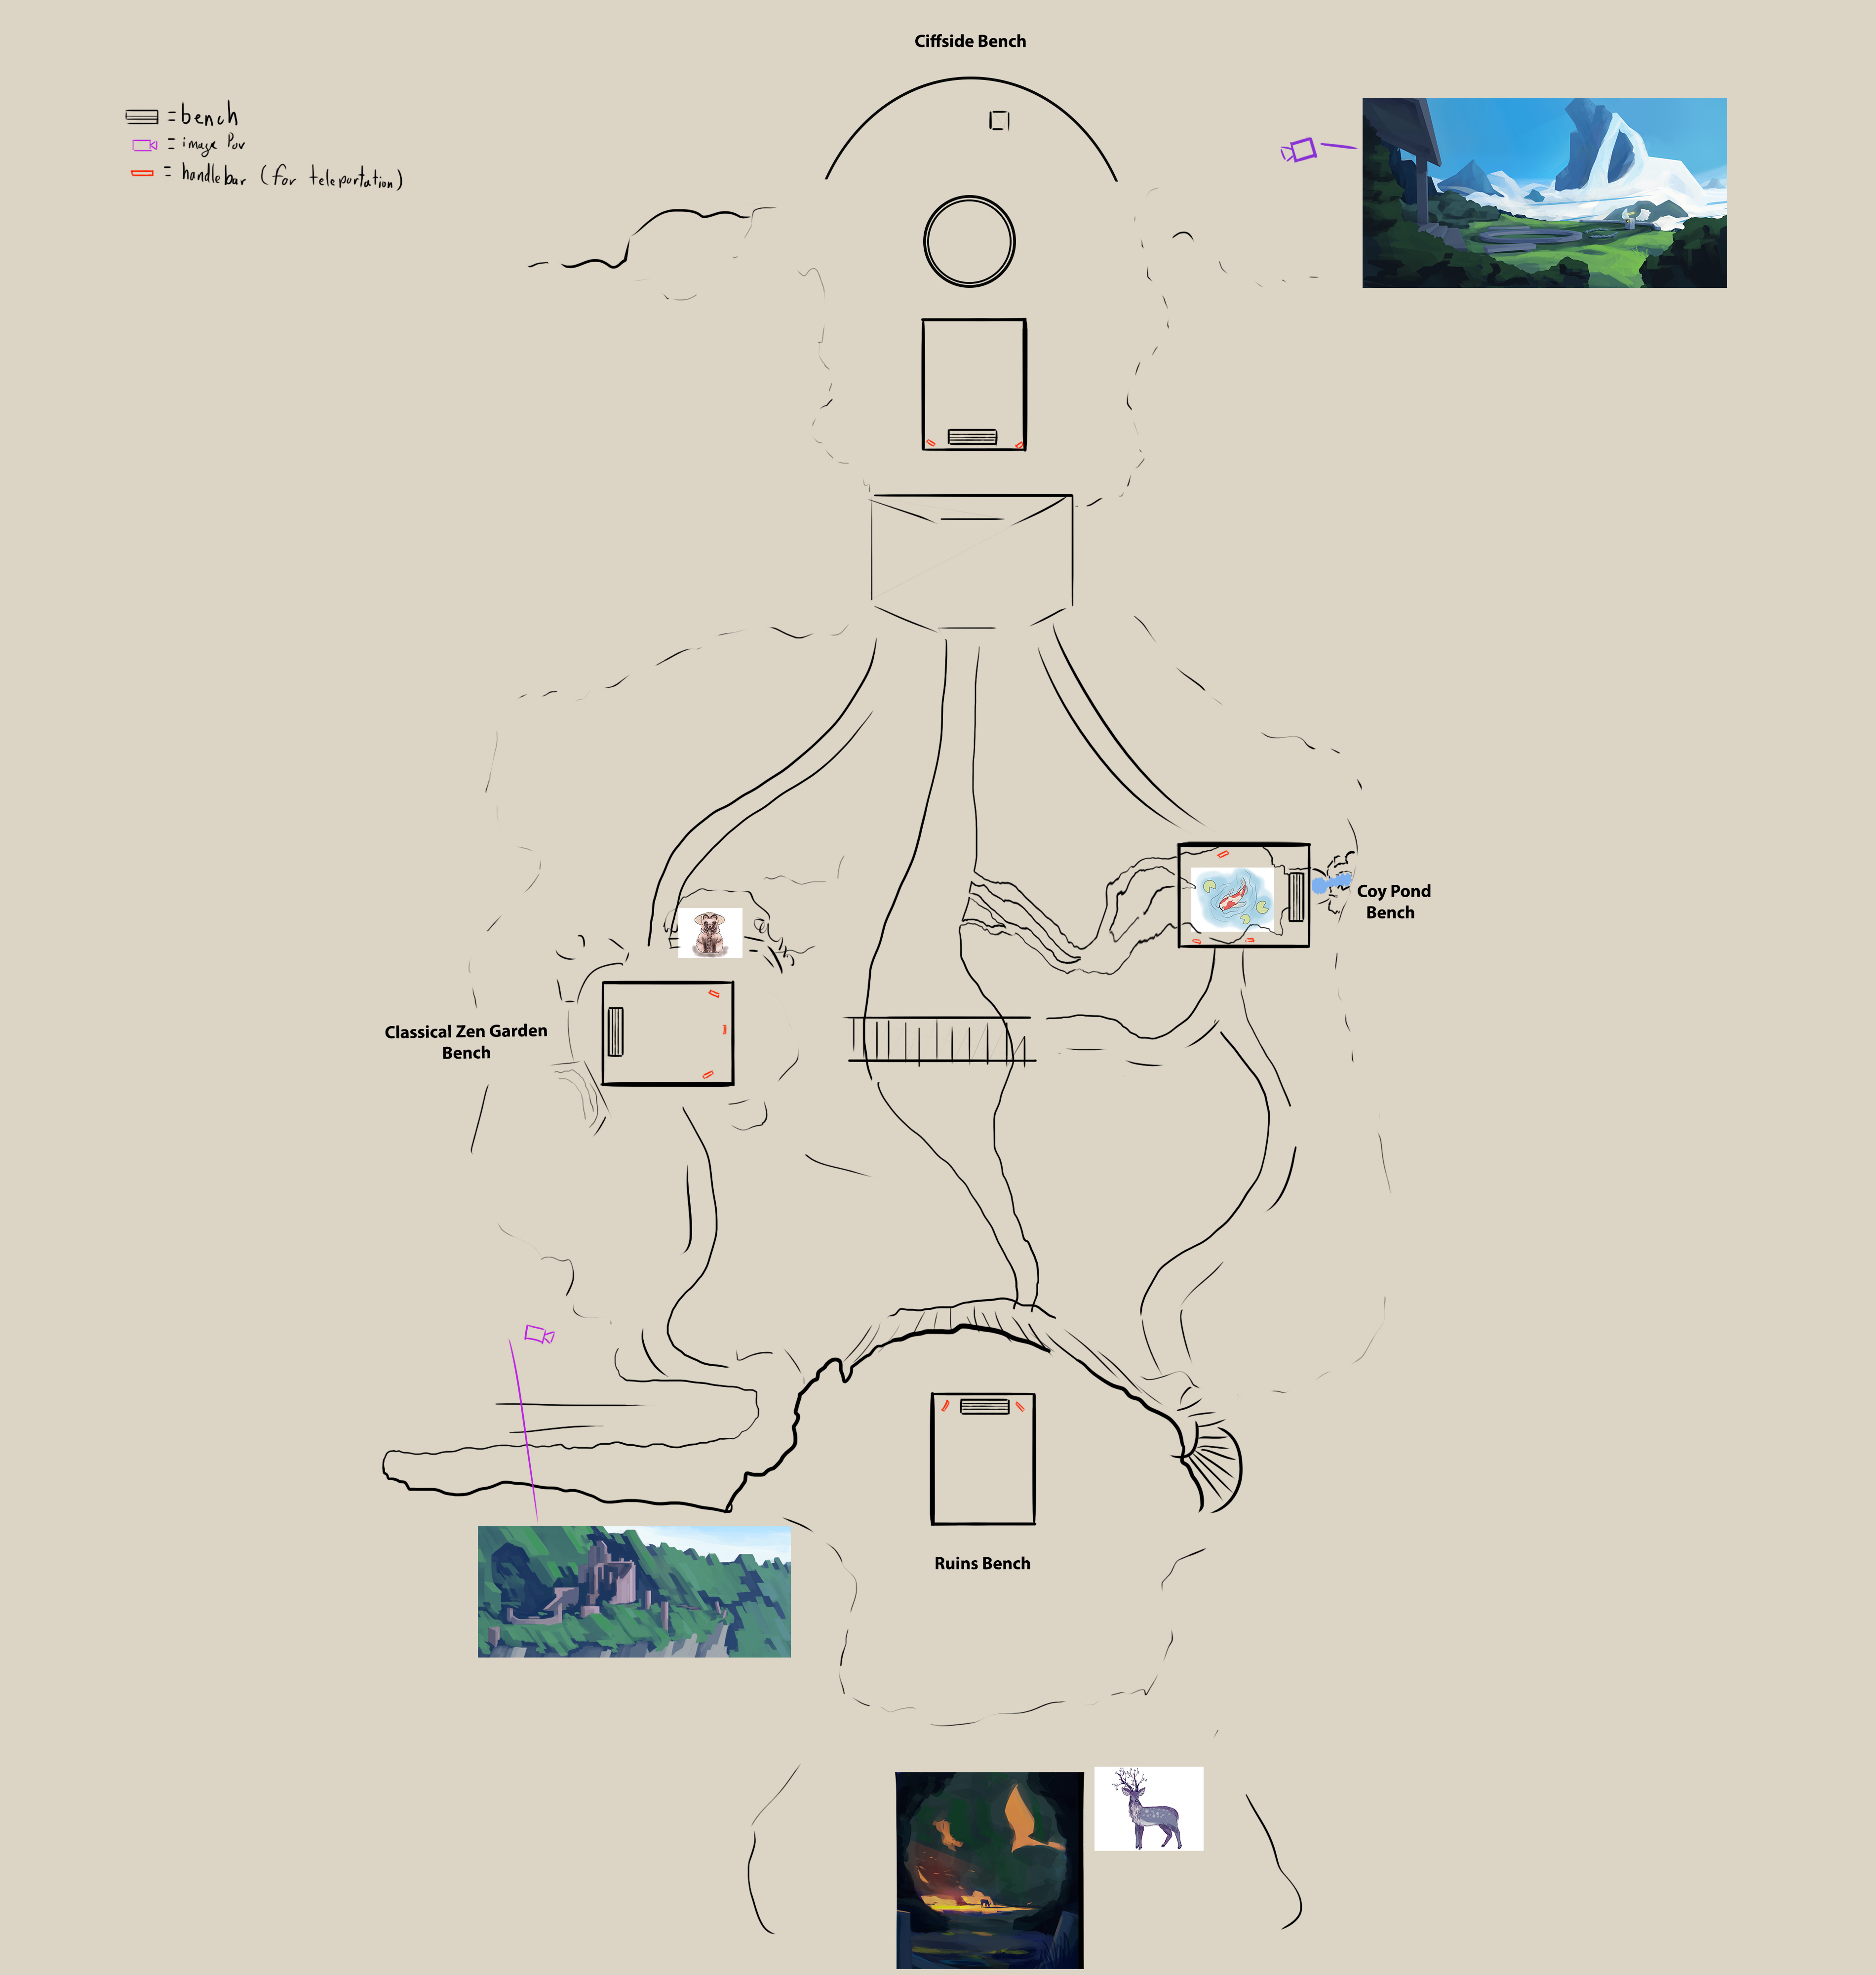 Ciffside Bench
= bench
= image Pov
= handlebar (for teleportation)
Coy Pond
Bench
Classical Zen Garden
Bench
Ruins Bench